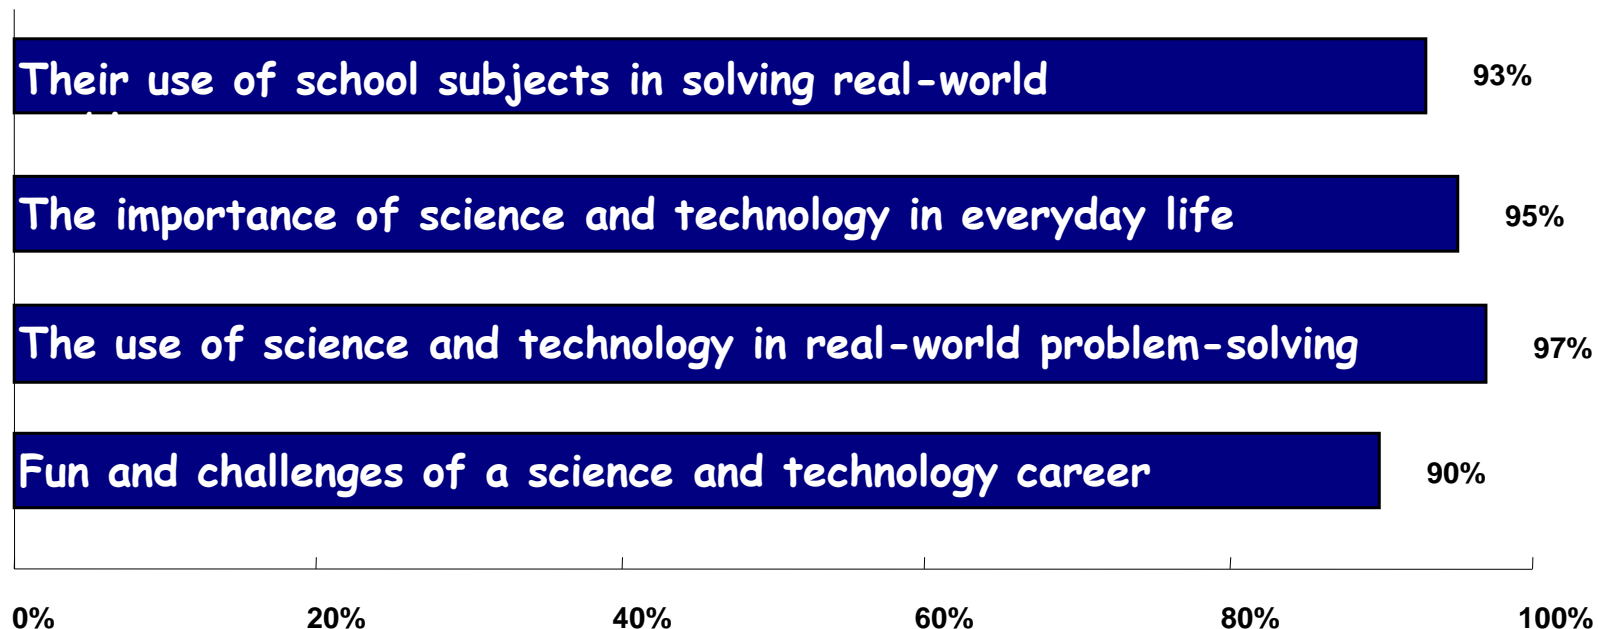 Their use of school subjects in solving real-world
93%
The importance of science and technology in everyday life
95%
The use of science and technology in real-world problem-solving
97%
Fun and challenges of a science and technology career
90%
0% 20% 40% 60% 80% 100%